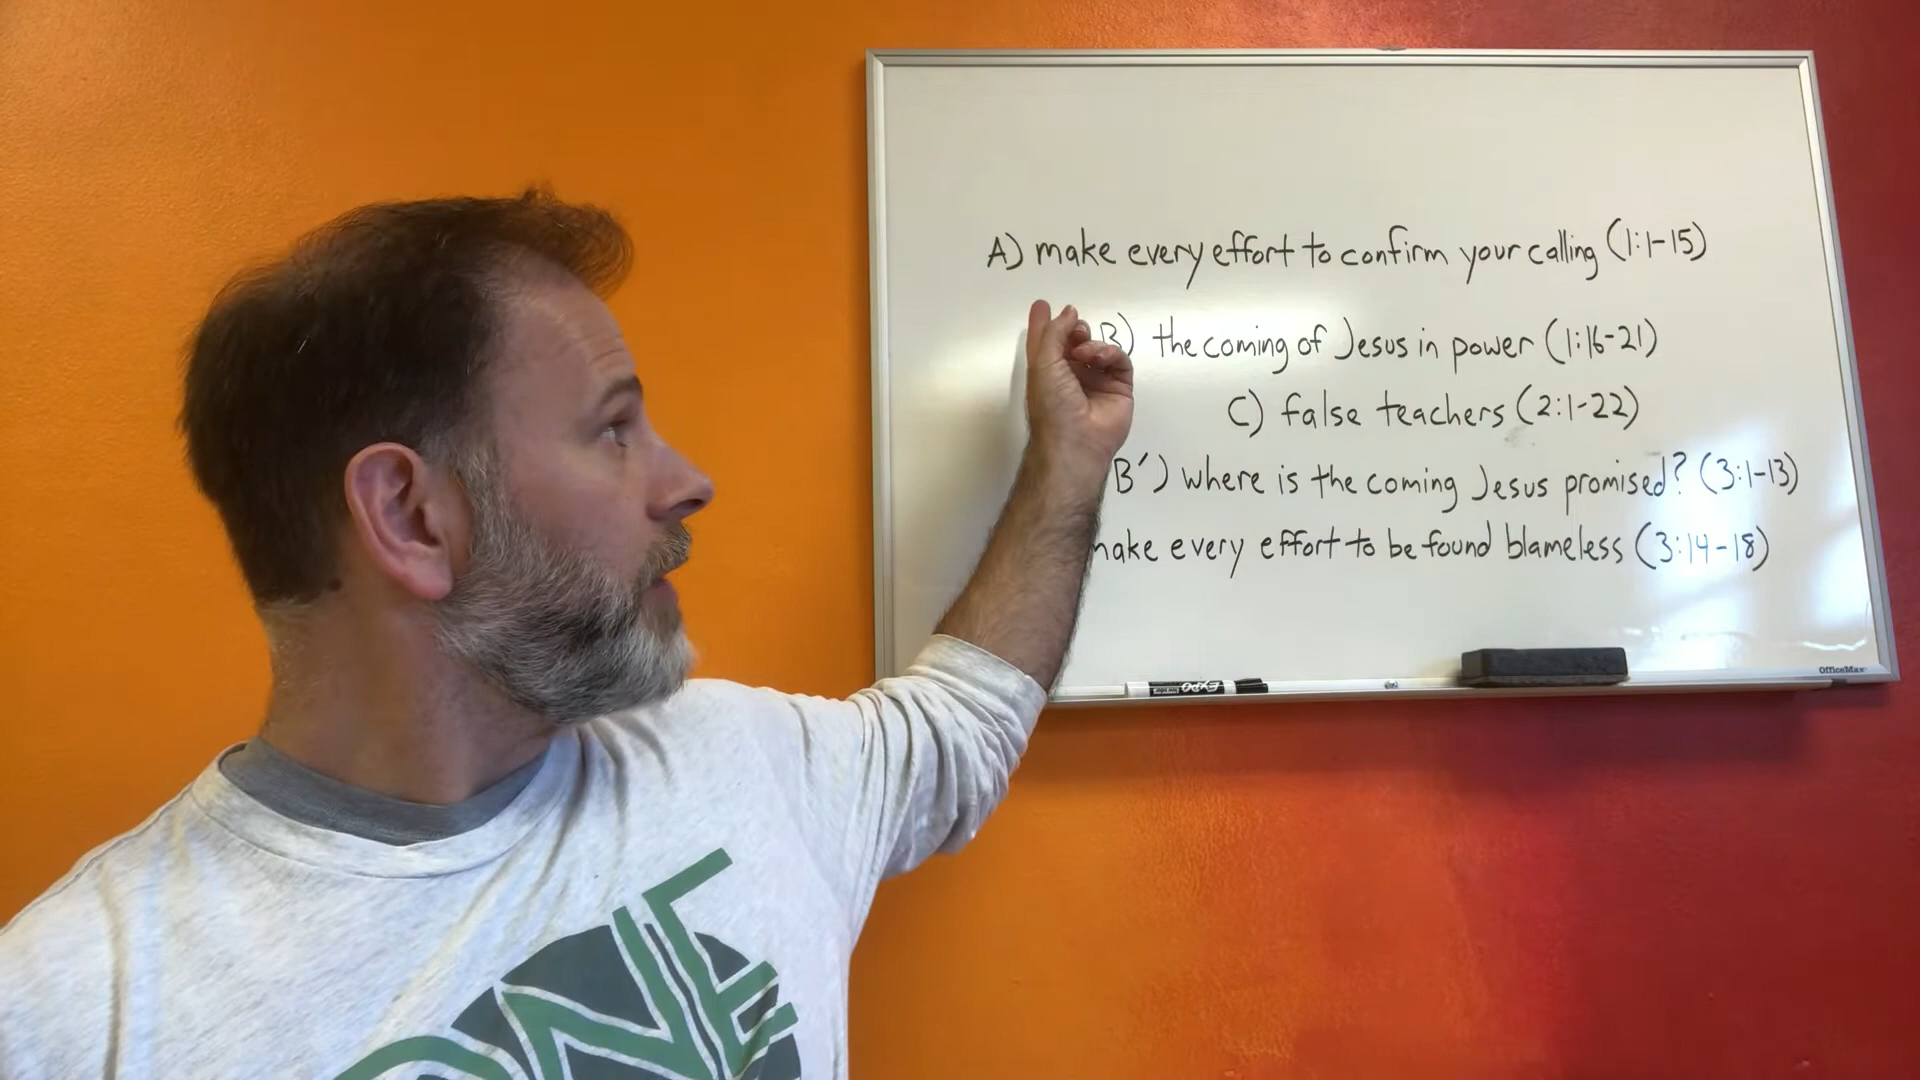 A) make every effort to confirm your calling (1:1-15)
B) the coming of Jesus in power (1:16-21)
C) false teachers (2:1-22)
B′) where is the coming Jesus promised? (3:1-13)
make every effort to be found blameless (3:14-18)
EXPO
OfficeMax
ONE